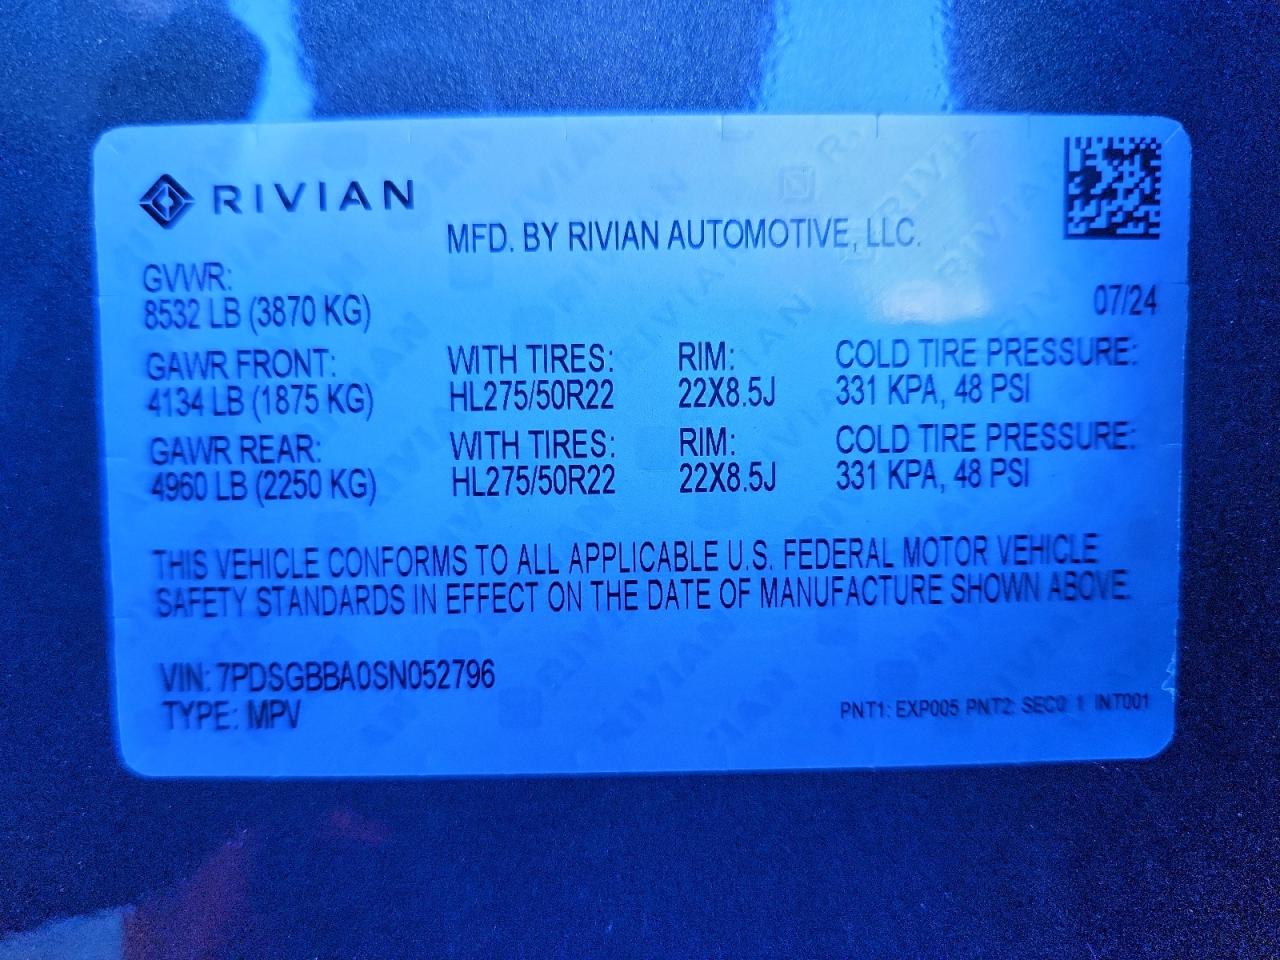 RIVIAN
MFD. BY RIVIAN AUTOMOTIVE, LLC.
GVWR:
8532 LB (3870 KG)
07/24
GAWR FRONT: WITH TIRES: RIM: COLD TIRE PRESSURE:
4134 LB (1875 KG) HL275/50R22 22X8.5J 331 KPA, 48 PSI
GAWR REAR: WITH TIRES: RIM: COLD TIRE PRESSURE:
4960 LB (2250 KG) HL275/50R22 22X8.5J 331 KPA, 48 PSI
THIS VEHICLE CONFORMS TO ALL APPLICABLE U.S. FEDERAL MOTOR VEHICLE
SAFETY STANDARDS IN EFFECT ON THE DATE OF MANUFACTURE SHOWN ABOVE.
VIN: 7PDSGBBA0SN052796
TYPE: MPV
PNT1: EXP005 PNT2: INT001